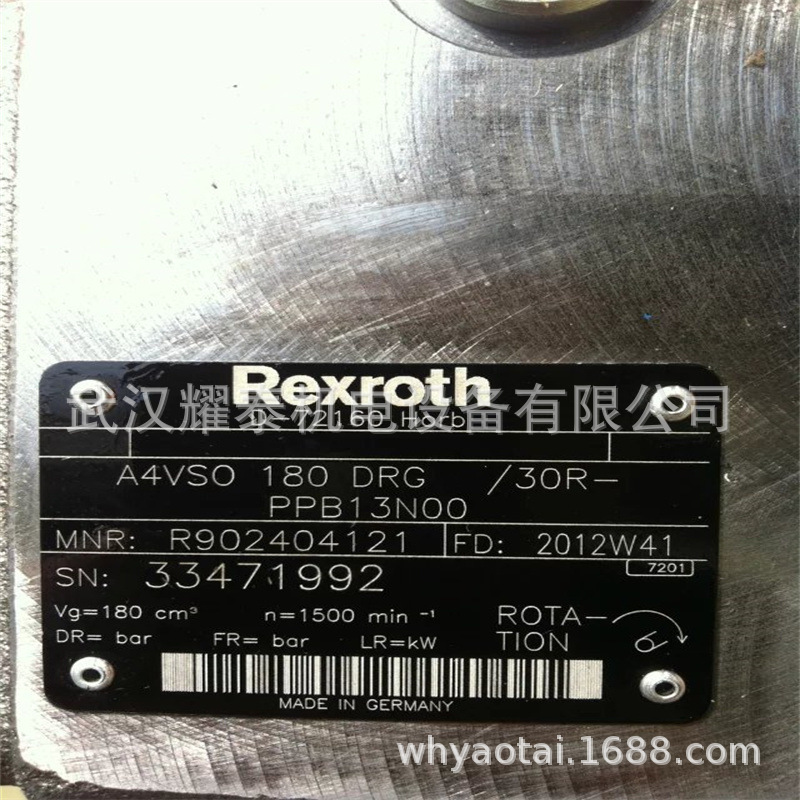 Rexroth
武汉耀泰机电设备有限公司
D-72160 Horb
A4VSO 180 DRG /30R-
PPB13N00
MNR: R902404121 FD: 2012W41
7201
SN: 33471992
Vg=180 cm³ n=1500 min ⁻¹ ROTA-
DR= bar FR= bar LR=kW TION
MADE IN GERMANY
whyaotai.1688.com